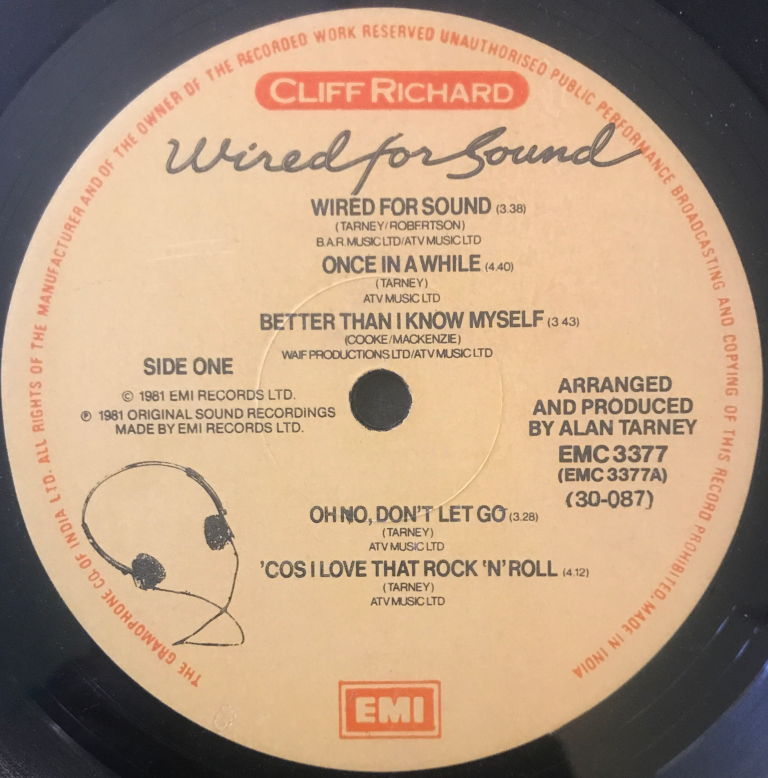 THE GRAMOPHONE CO. OF INDIA LTD. ALL RIGHTS OF THE MANUFACTURER AND OF THE OWNER OF THE RECORDED WORK RESERVED UNAUTHORISED PUBLIC PERFORMANCE BROADCASTING AND COPYING OF THIS RECORD PROHIBITED. MADE IN INDIA
CLIFF RICHARD
Wired for Sound
WIRED FOR SOUND (3.38)
(TARNEY/ROBERTSON)
B.A.R. MUSIC LTD/ATV MUSIC LTD
ONCE IN A WHILE (4.40)
(TARNEY)
ATV MUSIC LTD
BETTER THAN I KNOW MYSELF (3 43)
(COOKE/MACKENZIE)
WAIF PRODUCTIONS LTD/ATV MUSIC LTD
SIDE ONE
© 1981 EMI RECORDS LTD.
℗ 1981 ORIGINAL SOUND RECORDINGS
MADE BY EMI RECORDS LTD.
ARRANGED
AND PRODUCED
BY ALAN TARNEY
EMC 3377
(EMC 3377A)
(30-087)
OH NO, DON'T LET GO (3.28)
(TARNEY)
ATV MUSIC LTD
'COS I LOVE THAT ROCK 'N' ROLL (4.12)
(TARNEY)
ATV MUSIC LTD
EMI